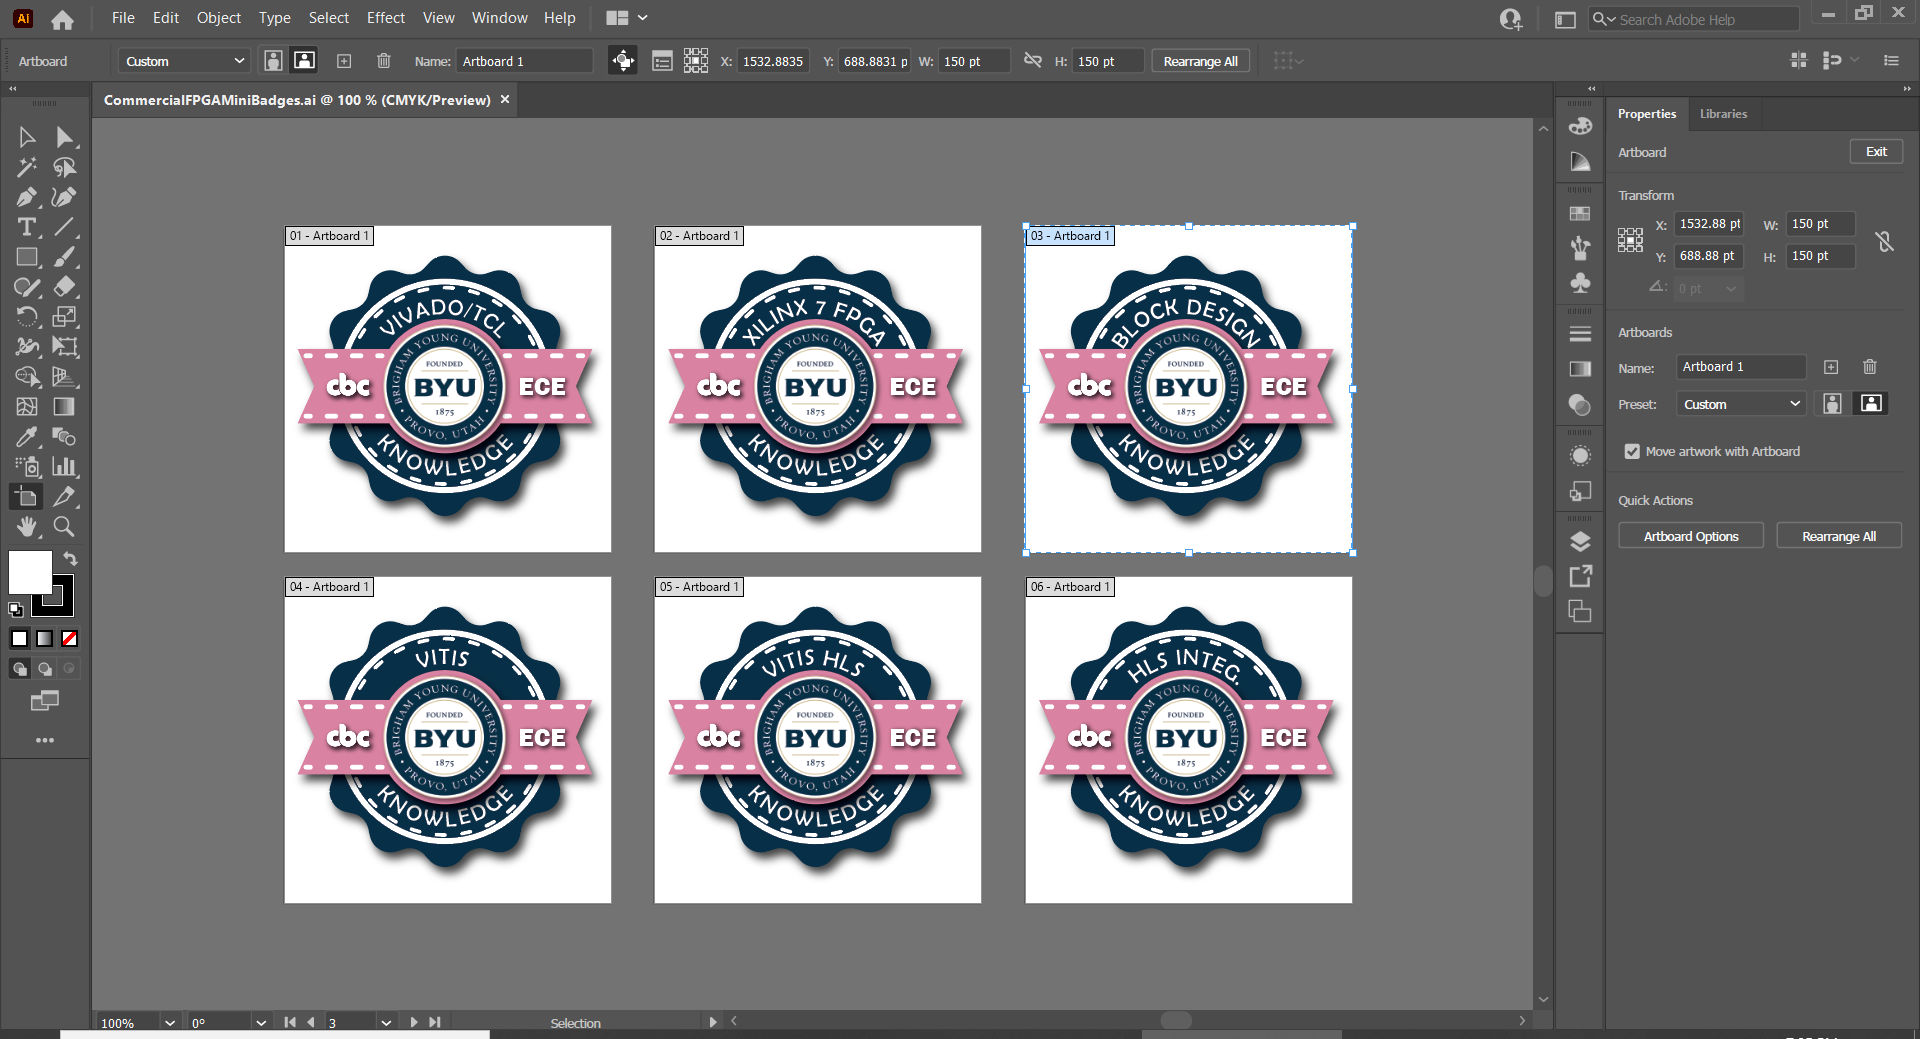 Ai File Edit Object Type Select Effect View Window Help Search Adobe Help
Artboard Custom Name: Artboard 1 X: 1532.8835 Y: 688.8831 p W: 150 pt H: 150 pt Rearrange All
CommercialFPGAMiniBadges.ai @ 100 % (CMYK/Preview) ×
Properties Libraries
Artboard Exit
Transform
X: 1532.88 pt W: 150 pt
Y: 688.88 pt H: 150 pt
0 pt
Artboards
Name: Artboard 1
Preset: Custom
Move artwork with Artboard
Quick Actions
Artboard Options Rearrange All
01 - Artboard 1
VIVADO/TCL
BRIGHAM YOUNG UNIVERSITY
FOUNDED
cbc BYU ECE
1875
PROVO, UTAH
KNOWLEDGE
02 - Artboard 1
XILINX 7 FPGA
BRIGHAM YOUNG UNIVERSITY
FOUNDED
cbc BYU ECE
1875
PROVO, UTAH
KNOWLEDGE
03 - Artboard 1
BLOCK DESIGN
BRIGHAM YOUNG UNIVERSITY
FOUNDED
cbc BYU ECE
1875
PROVO, UTAH
KNOWLEDGE
04 - Artboard 1
VITIS
BRIGHAM YOUNG UNIVERSITY
FOUNDED
cbc BYU ECE
1875
PROVO, UTAH
KNOWLEDGE
05 - Artboard 1
VITIS HLS
BRIGHAM YOUNG UNIVERSITY
FOUNDED
cbc BYU ECE
1875
PROVO, UTAH
KNOWLEDGE
06 - Artboard 1
HLS INTEG.
BRIGHAM YOUNG UNIVERSITY
FOUNDED
cbc BYU ECE
1875
PROVO, UTAH
KNOWLEDGE
100% 0° 3 Selection